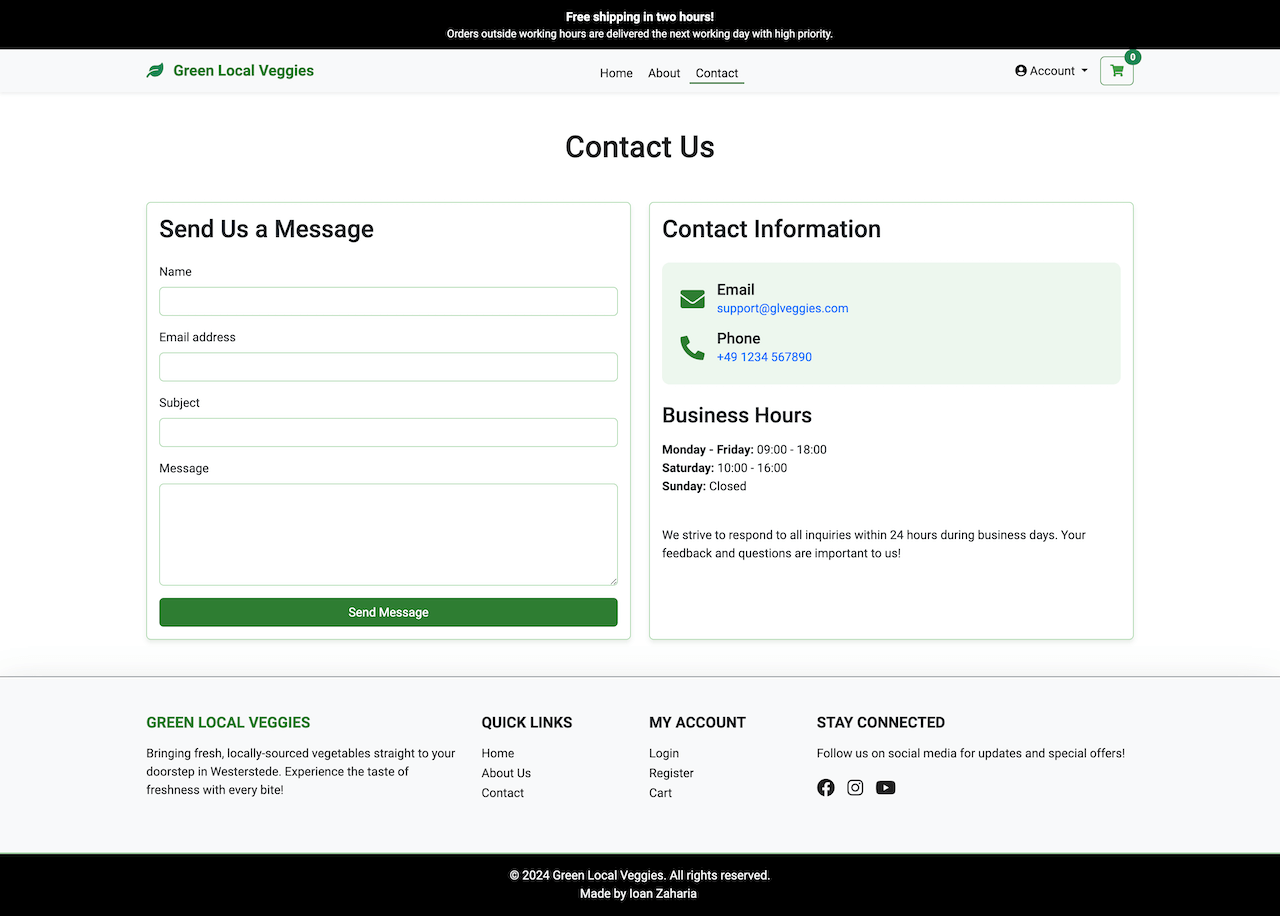 Free shipping in two hours!
Orders outside working hours are delivered the next working day with high priority.
Green Local Veggies
Home About Contact
Account
0
Contact Us
Send Us a Message
Name
Email address
Subject
Message
Send Message
Contact Information
Email
support@glveggies.com
Phone
+49 1234 567890
Business Hours
Monday - Friday: 09:00 - 18:00
Saturday: 10:00 - 16:00
Sunday: Closed
We strive to respond to all inquiries within 24 hours during business days. Your
feedback and questions are important to us!
GREEN LOCAL VEGGIES
Bringing fresh, locally-sourced vegetables straight to your
doorstep in Westerstede. Experience the taste of
freshness with every bite!
QUICK LINKS
Home
About Us
Contact
MY ACCOUNT
Login
Register
Cart
STAY CONNECTED
Follow us on social media for updates and special offers!
© 2024 Green Local Veggies. All rights reserved.
Made by Ioan Zaharia